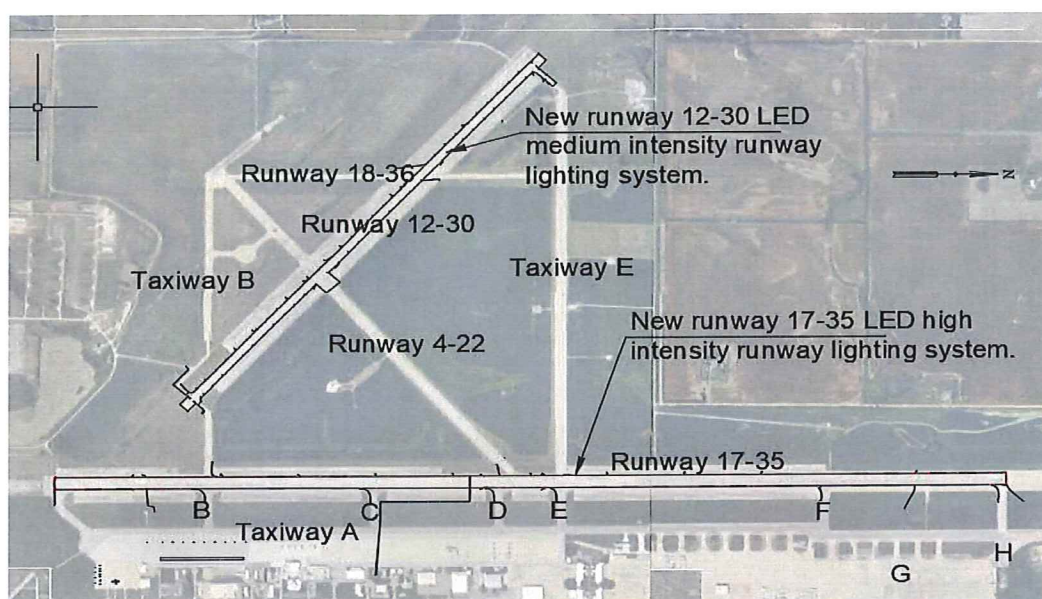 New runway 12-30 LED
medium intensity runway
lighting system.
Runway 18-36
N
Runway 12-30
Taxiway B
Taxiway E
New runway 17-35 LED high
intensity runway lighting system.
Runway 4-22
Runway 17-35
B
C
D
E
F
Taxiway A
H
G